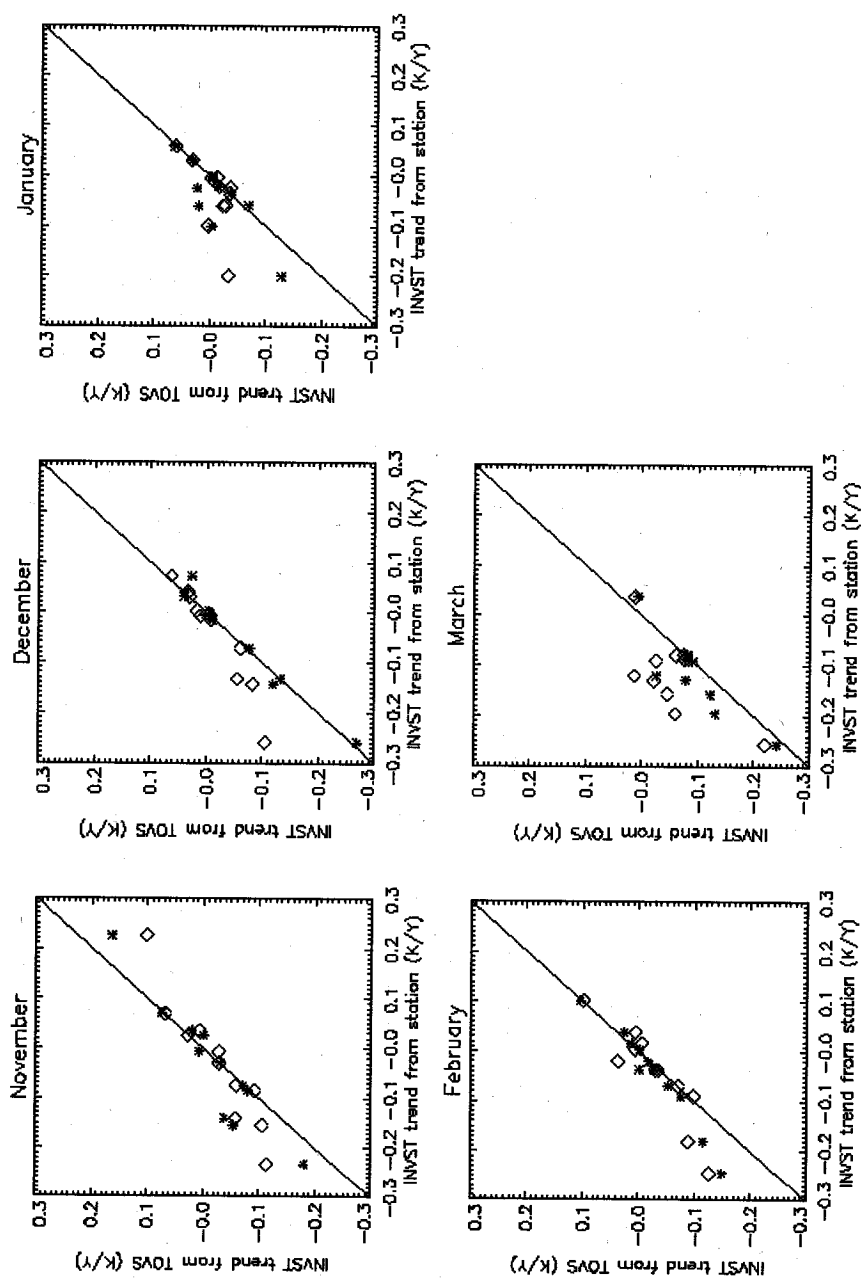 November
INVST trend from TOVS (K/Y)
0.3
0.2
0.1
-0.0
-0.1
-0.2
-0.3
-0.3 -0.2 -0.1 -0.0 0.1 0.2 0.3
INVST trend from station (K/Y)
December
INVST trend from TOVS (K/Y)
0.3
0.2
0.1
-0.0
-0.1
-0.2
-0.3
-0.3 -0.2 -0.1 -0.0 0.1 0.2 0.3
INVST trend from station (K/Y)
January
INVST trend from TOVS (K/Y)
0.3
0.2
0.1
-0.0
-0.1
-0.2
-0.3
-0.3 -0.2 -0.1 -0.0 0.1 0.2 0.3
INVST trend from station (K/Y)
February
INVST trend from TOVS (K/Y)
0.3
0.2
0.1
-0.0
-0.1
-0.2
-0.3
-0.3 -0.2 -0.1 -0.0 0.1 0.2 0.3
INVST trend from station (K/Y)
March
INVST trend from TOVS (K/Y)
0.3
0.2
0.1
-0.0
-0.1
-0.2
-0.3
-0.3 -0.2 -0.1 -0.0 0.1 0.2 0.3
INVST trend from station (K/Y)